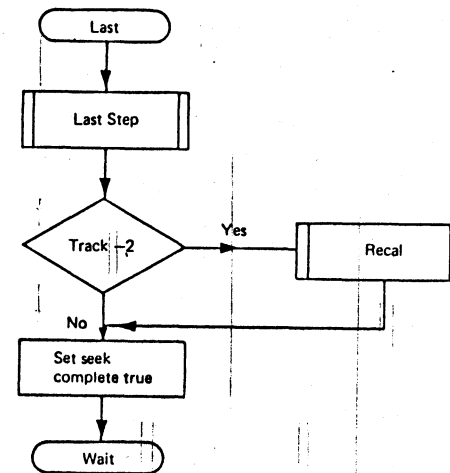 Last
Last Step
Track -2
Yes
Recal
No
Set seek
complete true
Wait